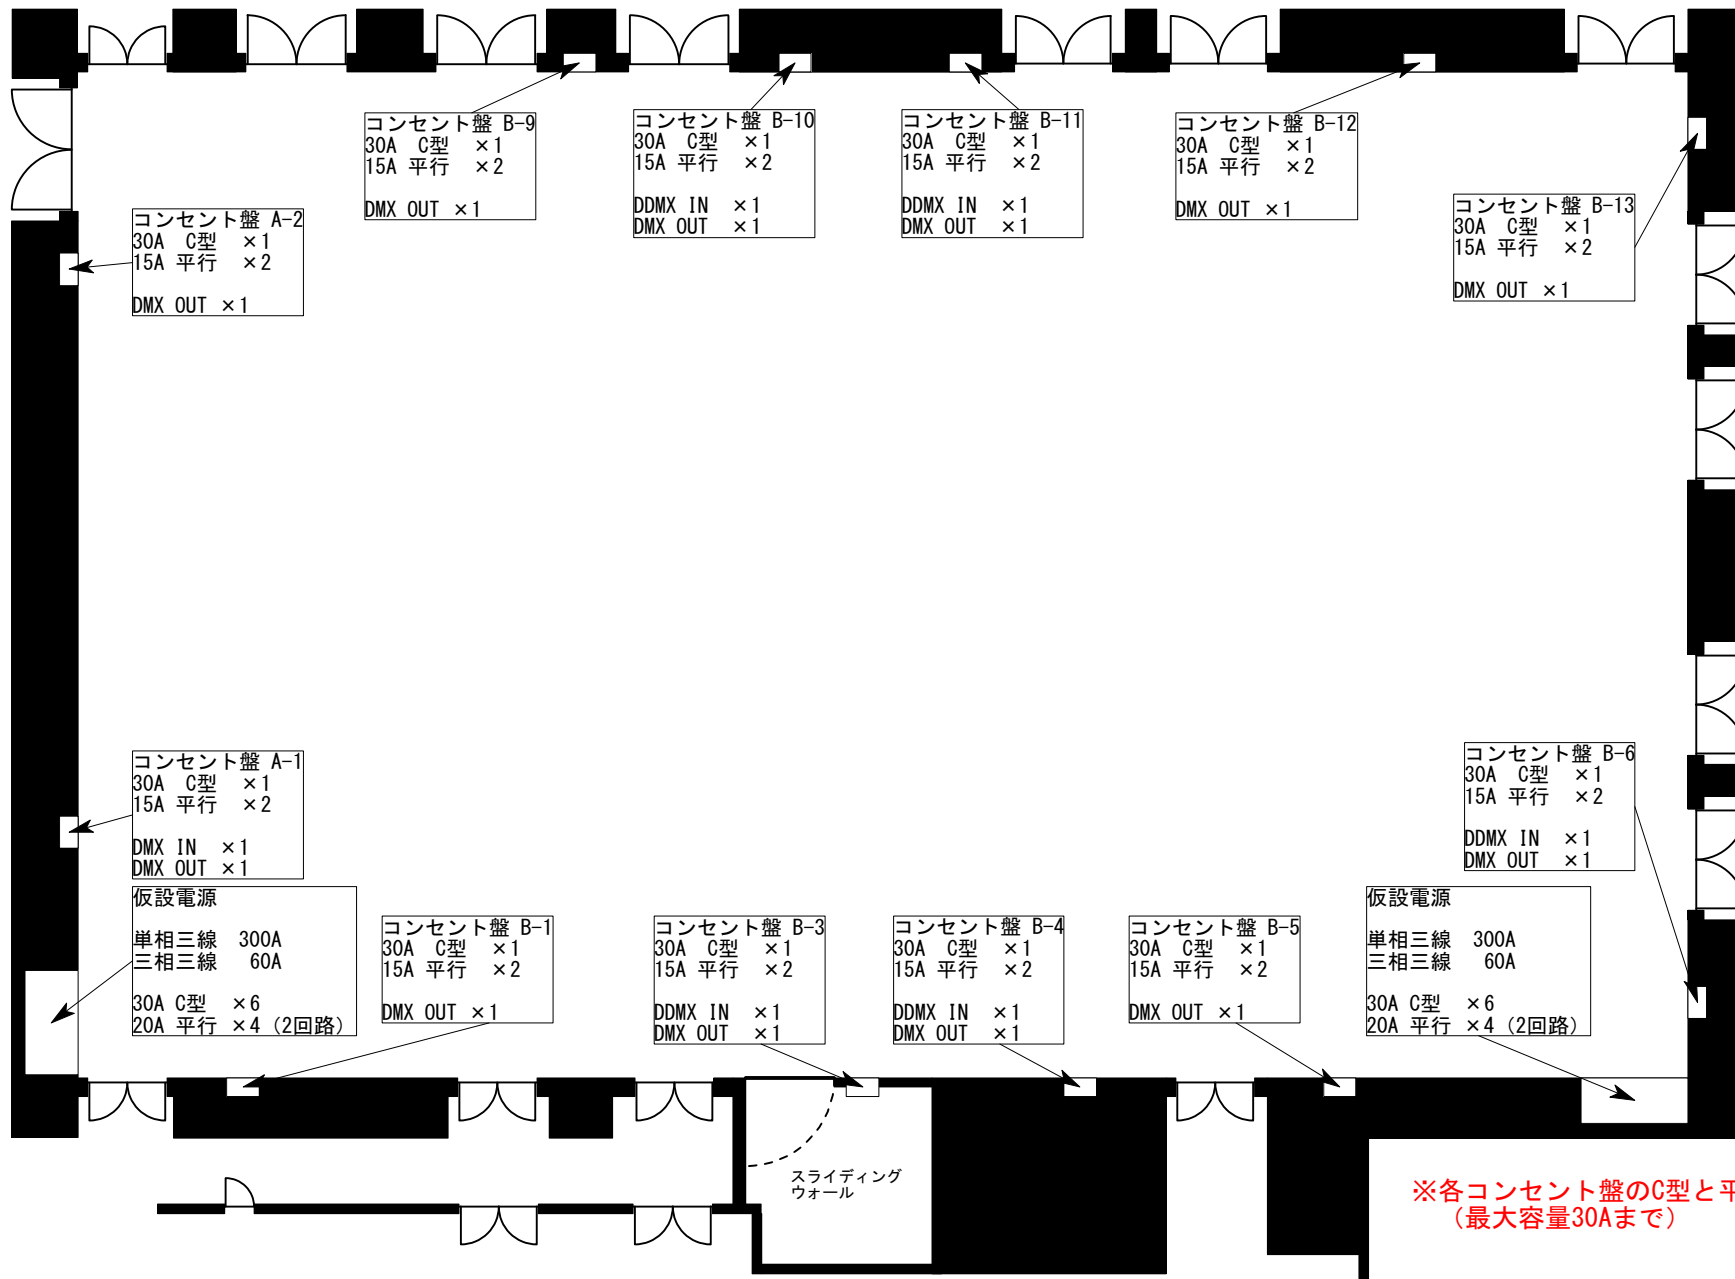 コンセント盤 B-9
30A C型 ×1
15A 平行 ×2
DMX OUT ×1
コンセント盤 B-10
30A C型 ×1
15A 平行 ×2
DDMX IN ×1
DMX OUT ×1
コンセント盤 B-11
30A C型 ×1
15A 平行 ×2
DDMX IN ×1
DMX OUT ×1
コンセント盤 B-12
30A C型 ×1
15A 平行 ×2
DMX OUT ×1
コンセント盤 B-13
30A C型 ×1
15A 平行 ×2
DMX OUT ×1
コンセント盤 A-2
30A C型 ×1
15A 平行 ×2
DMX OUT ×1
コンセント盤 A-1
30A C型 ×1
15A 平行 ×2
DMX IN ×1
DMX OUT ×1
コンセント盤 B-6
30A C型 ×1
15A 平行 ×2
DDMX IN ×1
DMX OUT ×1
仮設電源
単相三線 300A
三相三線 60A
30A C型 ×6
20A 平行 ×4（2回路）
コンセント盤 B-1
30A C型 ×1
15A 平行 ×2
DMX OUT ×1
コンセント盤 B-3
30A C型 ×1
15A 平行 ×2
DDMX IN ×1
DMX OUT ×1
コンセント盤 B-4
30A C型 ×1
15A 平行 ×2
DDMX IN ×1
DMX OUT ×1
コンセント盤 B-5
30A C型 ×1
15A 平行 ×2
DMX OUT ×1
仮設電源
単相三線 300A
三相三線 60A
30A C型 ×6
20A 平行 ×4（2回路）
スライディング
ウォール
※各コンセント盤のC型と平
（最大容量30Aまで）